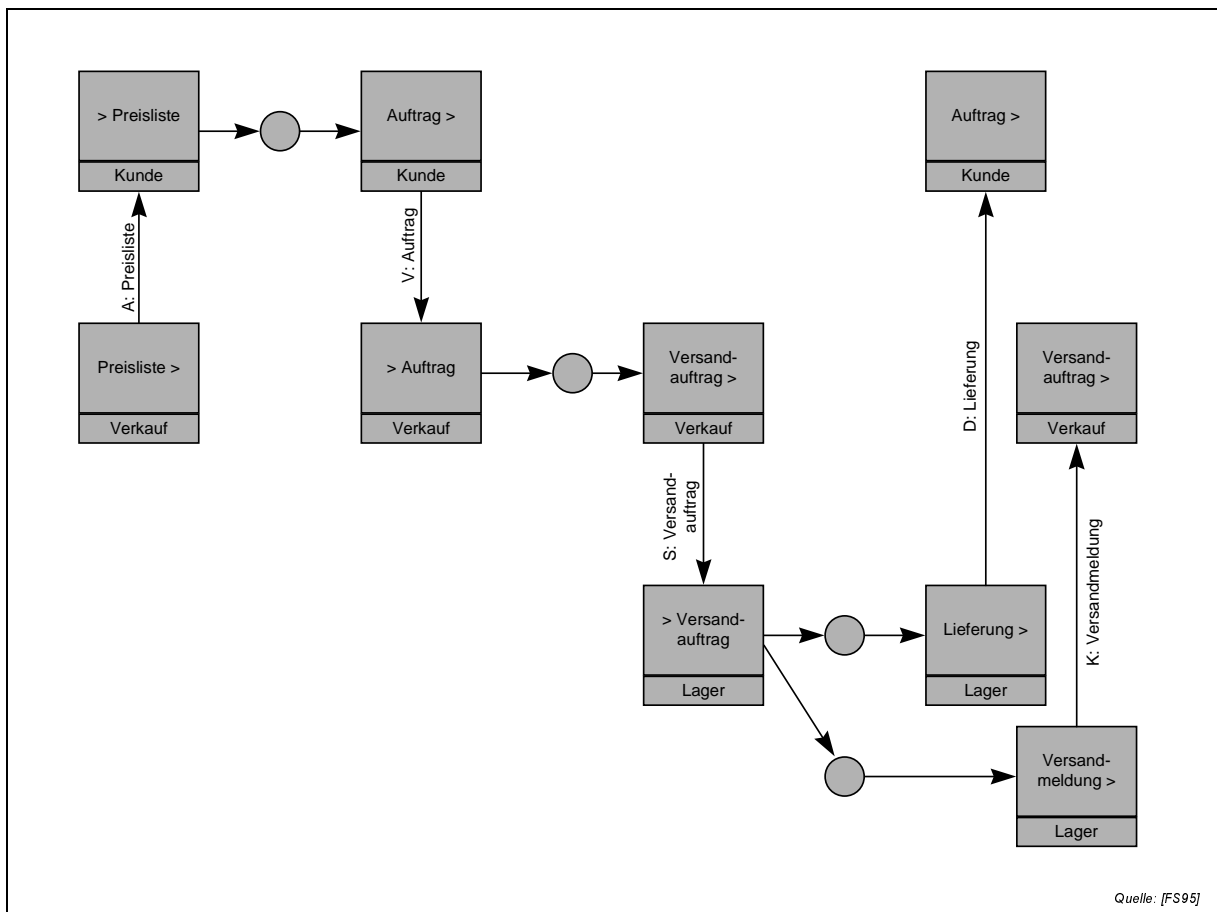 > Preisliste
Kunde
Auftrag >
Kunde
Auftrag >
Kunde
A: Preisliste
V: Auftrag
D: Lieferung
Preisliste >
Verkauf
> Auftrag
Verkauf
Versand-
auftrag >
Verkauf
Versand-
auftrag >
Verkauf
S: Versand-
auftrag
K: Versandmeldung
> Versand-
auftrag
Lager
Lieferung >
Lager
Versand-
meldung >
Lager
Quelle: [FS95]